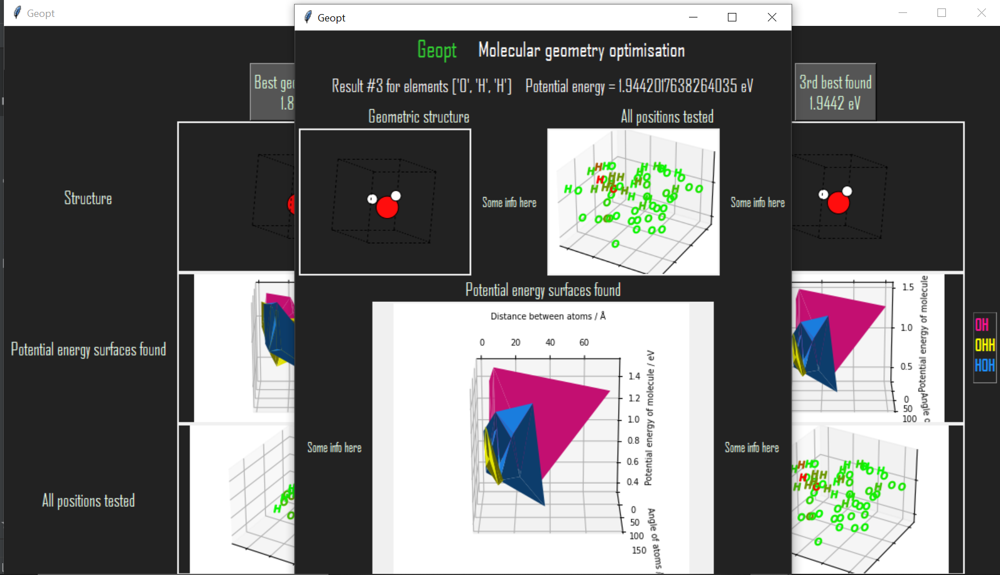 Geopt
Geopt
Geopt Molecular geometry optimisation
Result #3 for elements ['O', 'H', 'H'] Potential energy = 1.9442017638264035 eV
Best
1.8
3rd best found
1.9442 eV
Geometric structure
All positions tested
Structure
Some info here
Some info here
Potential energy surfaces found
Distance between atoms / Å
0 20 40 60
Potential energy of molecule / eV
1.4
1.2
1.0
0.8
0.6
0.4
0
50
100
150
Angle of atoms /
Potential energy surfaces found
Some info here
Some info here
1.5
1.0
0.5
0
50
100
Potential energy of molecule
Angle
OH
OHH
HOH
All positions tested